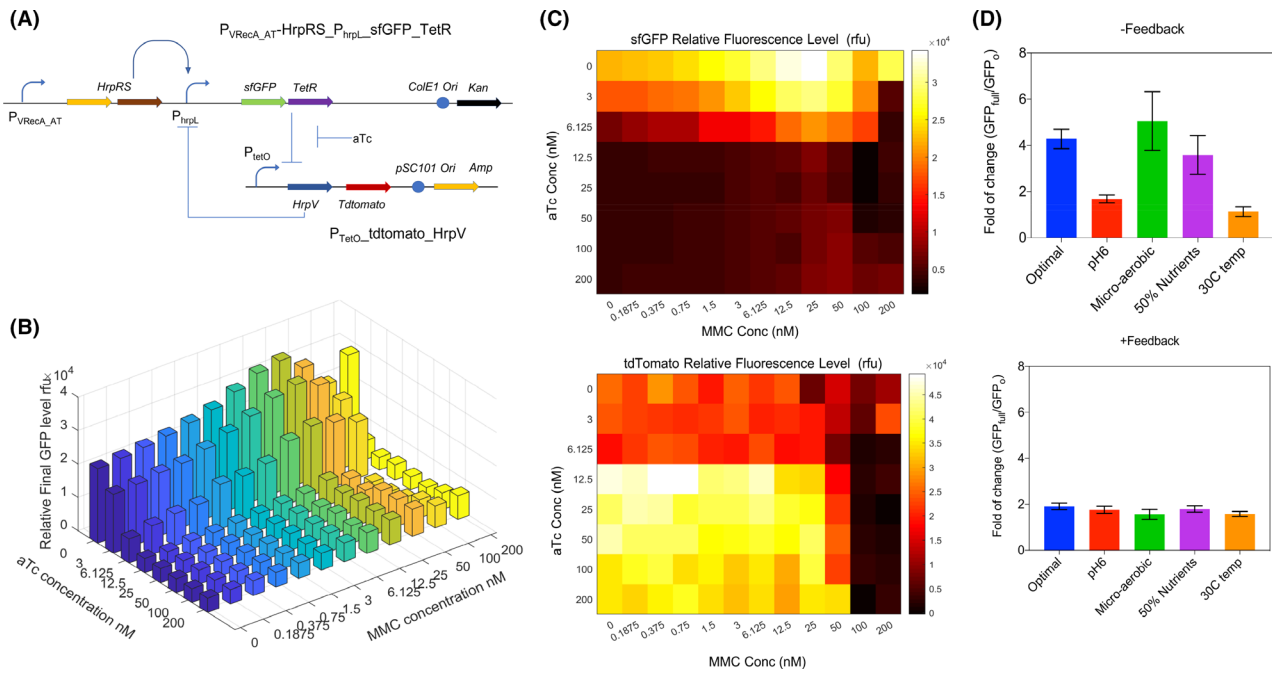 (A)
P_VRecA_AT-HrpRS_P_hrpL_sfGFP_TetR
HrpRS
sfGFP
TetR
ColE1 Ori
Kan
P_VRecA_AT
P_hrpL
aTc
P_tetO
pSC101 Ori
Amp
HrpV
Tdtomato
P_TetO_tdtomato_HrpV
(B)
Relative Final GFP level rfu
×10^4
4
3
2
1
0
0
3
6.125
12.5
25
50
100
200
aTc concentration nM
0
0.1875
0.375
0.75
1.5
3
6.125
12.5
25
50
100
200
MMC concentration nM
(C)
sfGFP Relative Fluorescence Level (rfu)
×10^4
0
3
6.125
12.5
25
50
100
200
aTc Conc (nM)
3
2.5
2
1.5
1
0.5
0 0.1875 0.375 0.75 1.5 3 6.125 12.5 25 50 100 200
MMC Conc (nM)
tdTomato Relative Fluorescence Level (rfu)
×10^4
0
3
6.125
12.5
25
50
100
200
aTc Conc (nM)
4.5
4
3.5
3
2.5
2
1.5
1
0.5
0
0 0.1875 0.375 0.75 1.5 3 6.125 12.5 25 50 100 200
MMC Conc (nM)
(D)
-Feedback
Fold of change (GFP_full/GFP_o)
8
6
4
2
0
Optimal
pH6
Micro-aerobic
50% Nutrients
30C temp
+Feedback
Fold of change (GFP_full/GFP_o)
8
6
4
2
0
Optimal
pH6
Micro-aerobic
50% Nutrients
30C temp